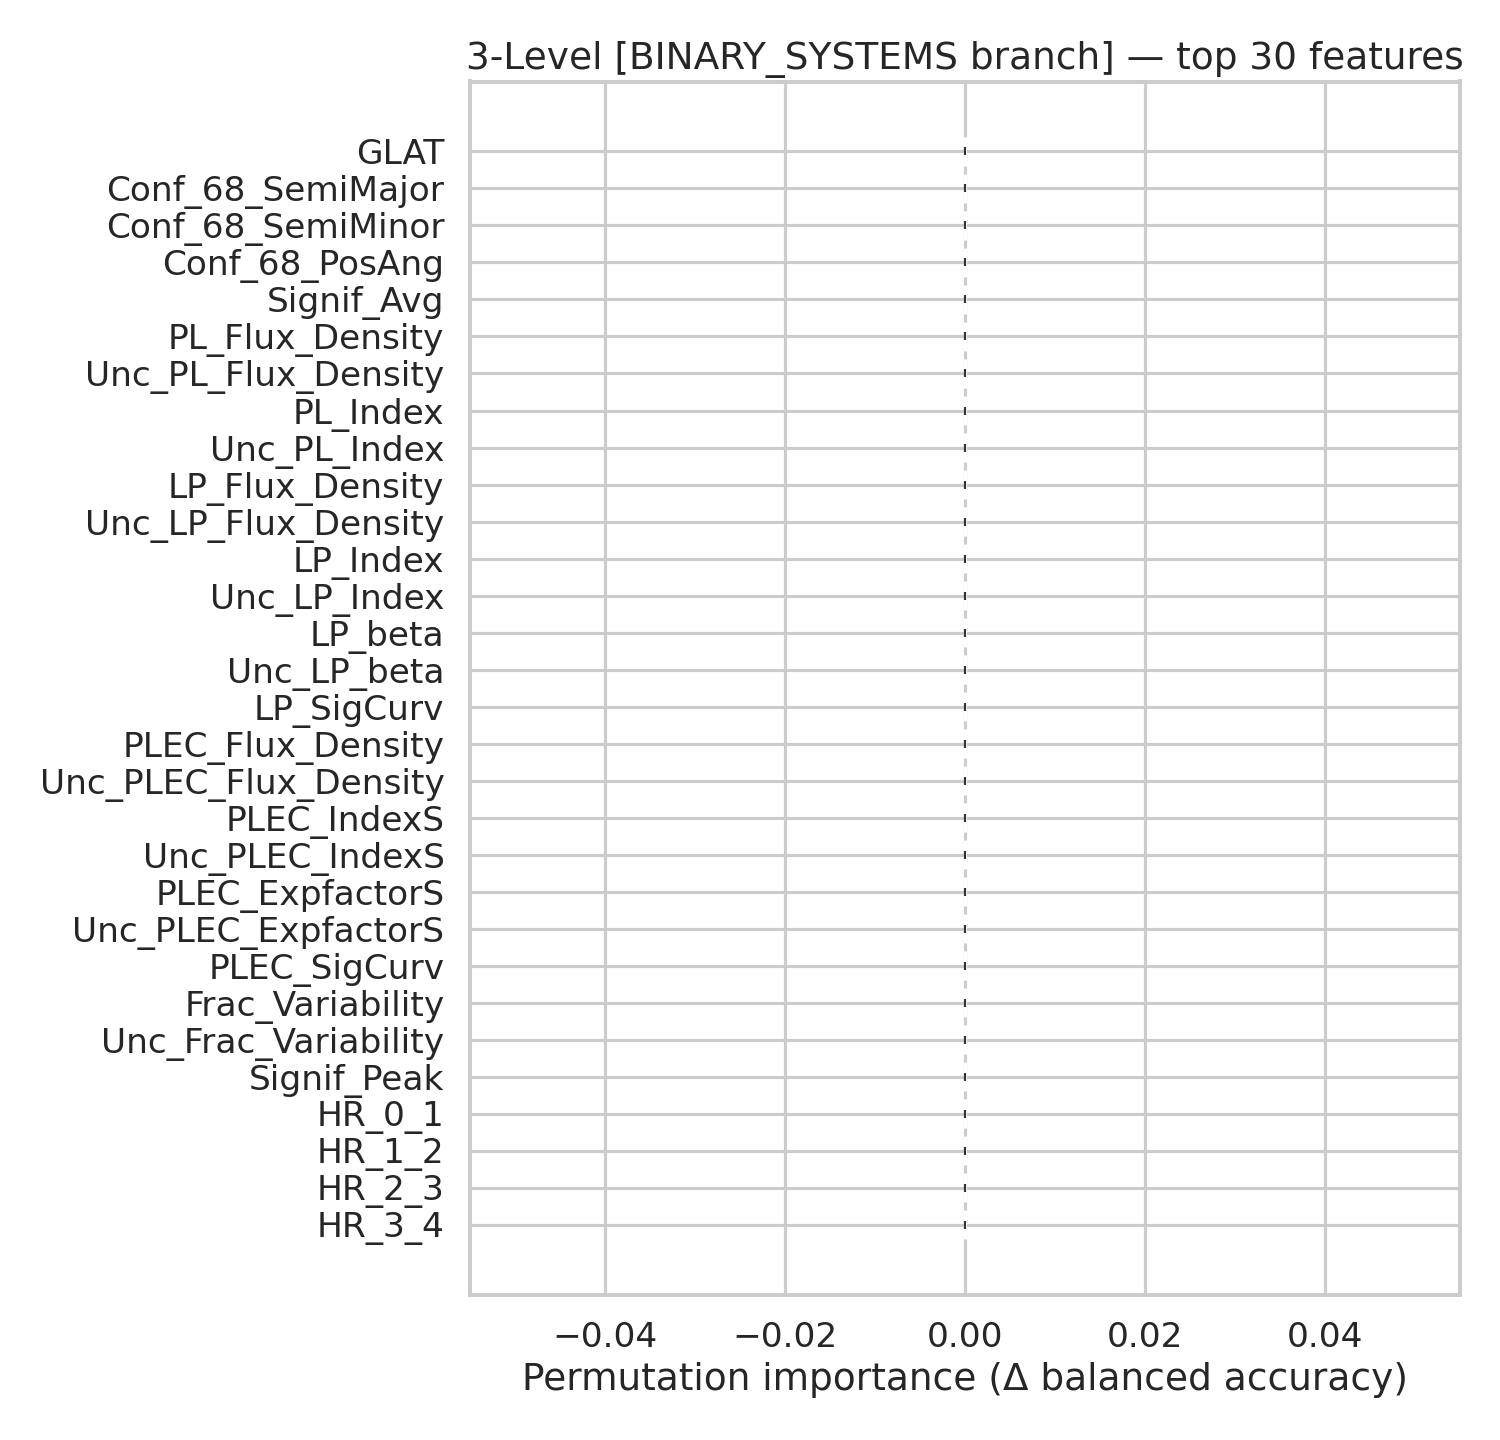 3-Level [BINARY_SYSTEMS branch] — top 30 features
GLAT
Conf_68_SemiMajor
Conf_68_SemiMinor
Conf_68_PosAng
Signif_Avg
PL_Flux_Density
Unc_PL_Flux_Density
PL_Index
Unc_PL_Index
LP_Flux_Density
Unc_LP_Flux_Density
LP_Index
Unc_LP_Index
LP_beta
Unc_LP_beta
LP_SigCurv
PLEC_Flux_Density
Unc_PLEC_Flux_Density
PLEC_IndexS
Unc_PLEC_IndexS
PLEC_ExpfactorS
Unc_PLEC_ExpfactorS
PLEC_SigCurv
Frac_Variability
Unc_Frac_Variability
Signif_Peak
HR_0_1
HR_1_2
HR_2_3
HR_3_4
−0.04 −0.02 0.00 0.02 0.04
Permutation importance (Δ balanced accuracy)